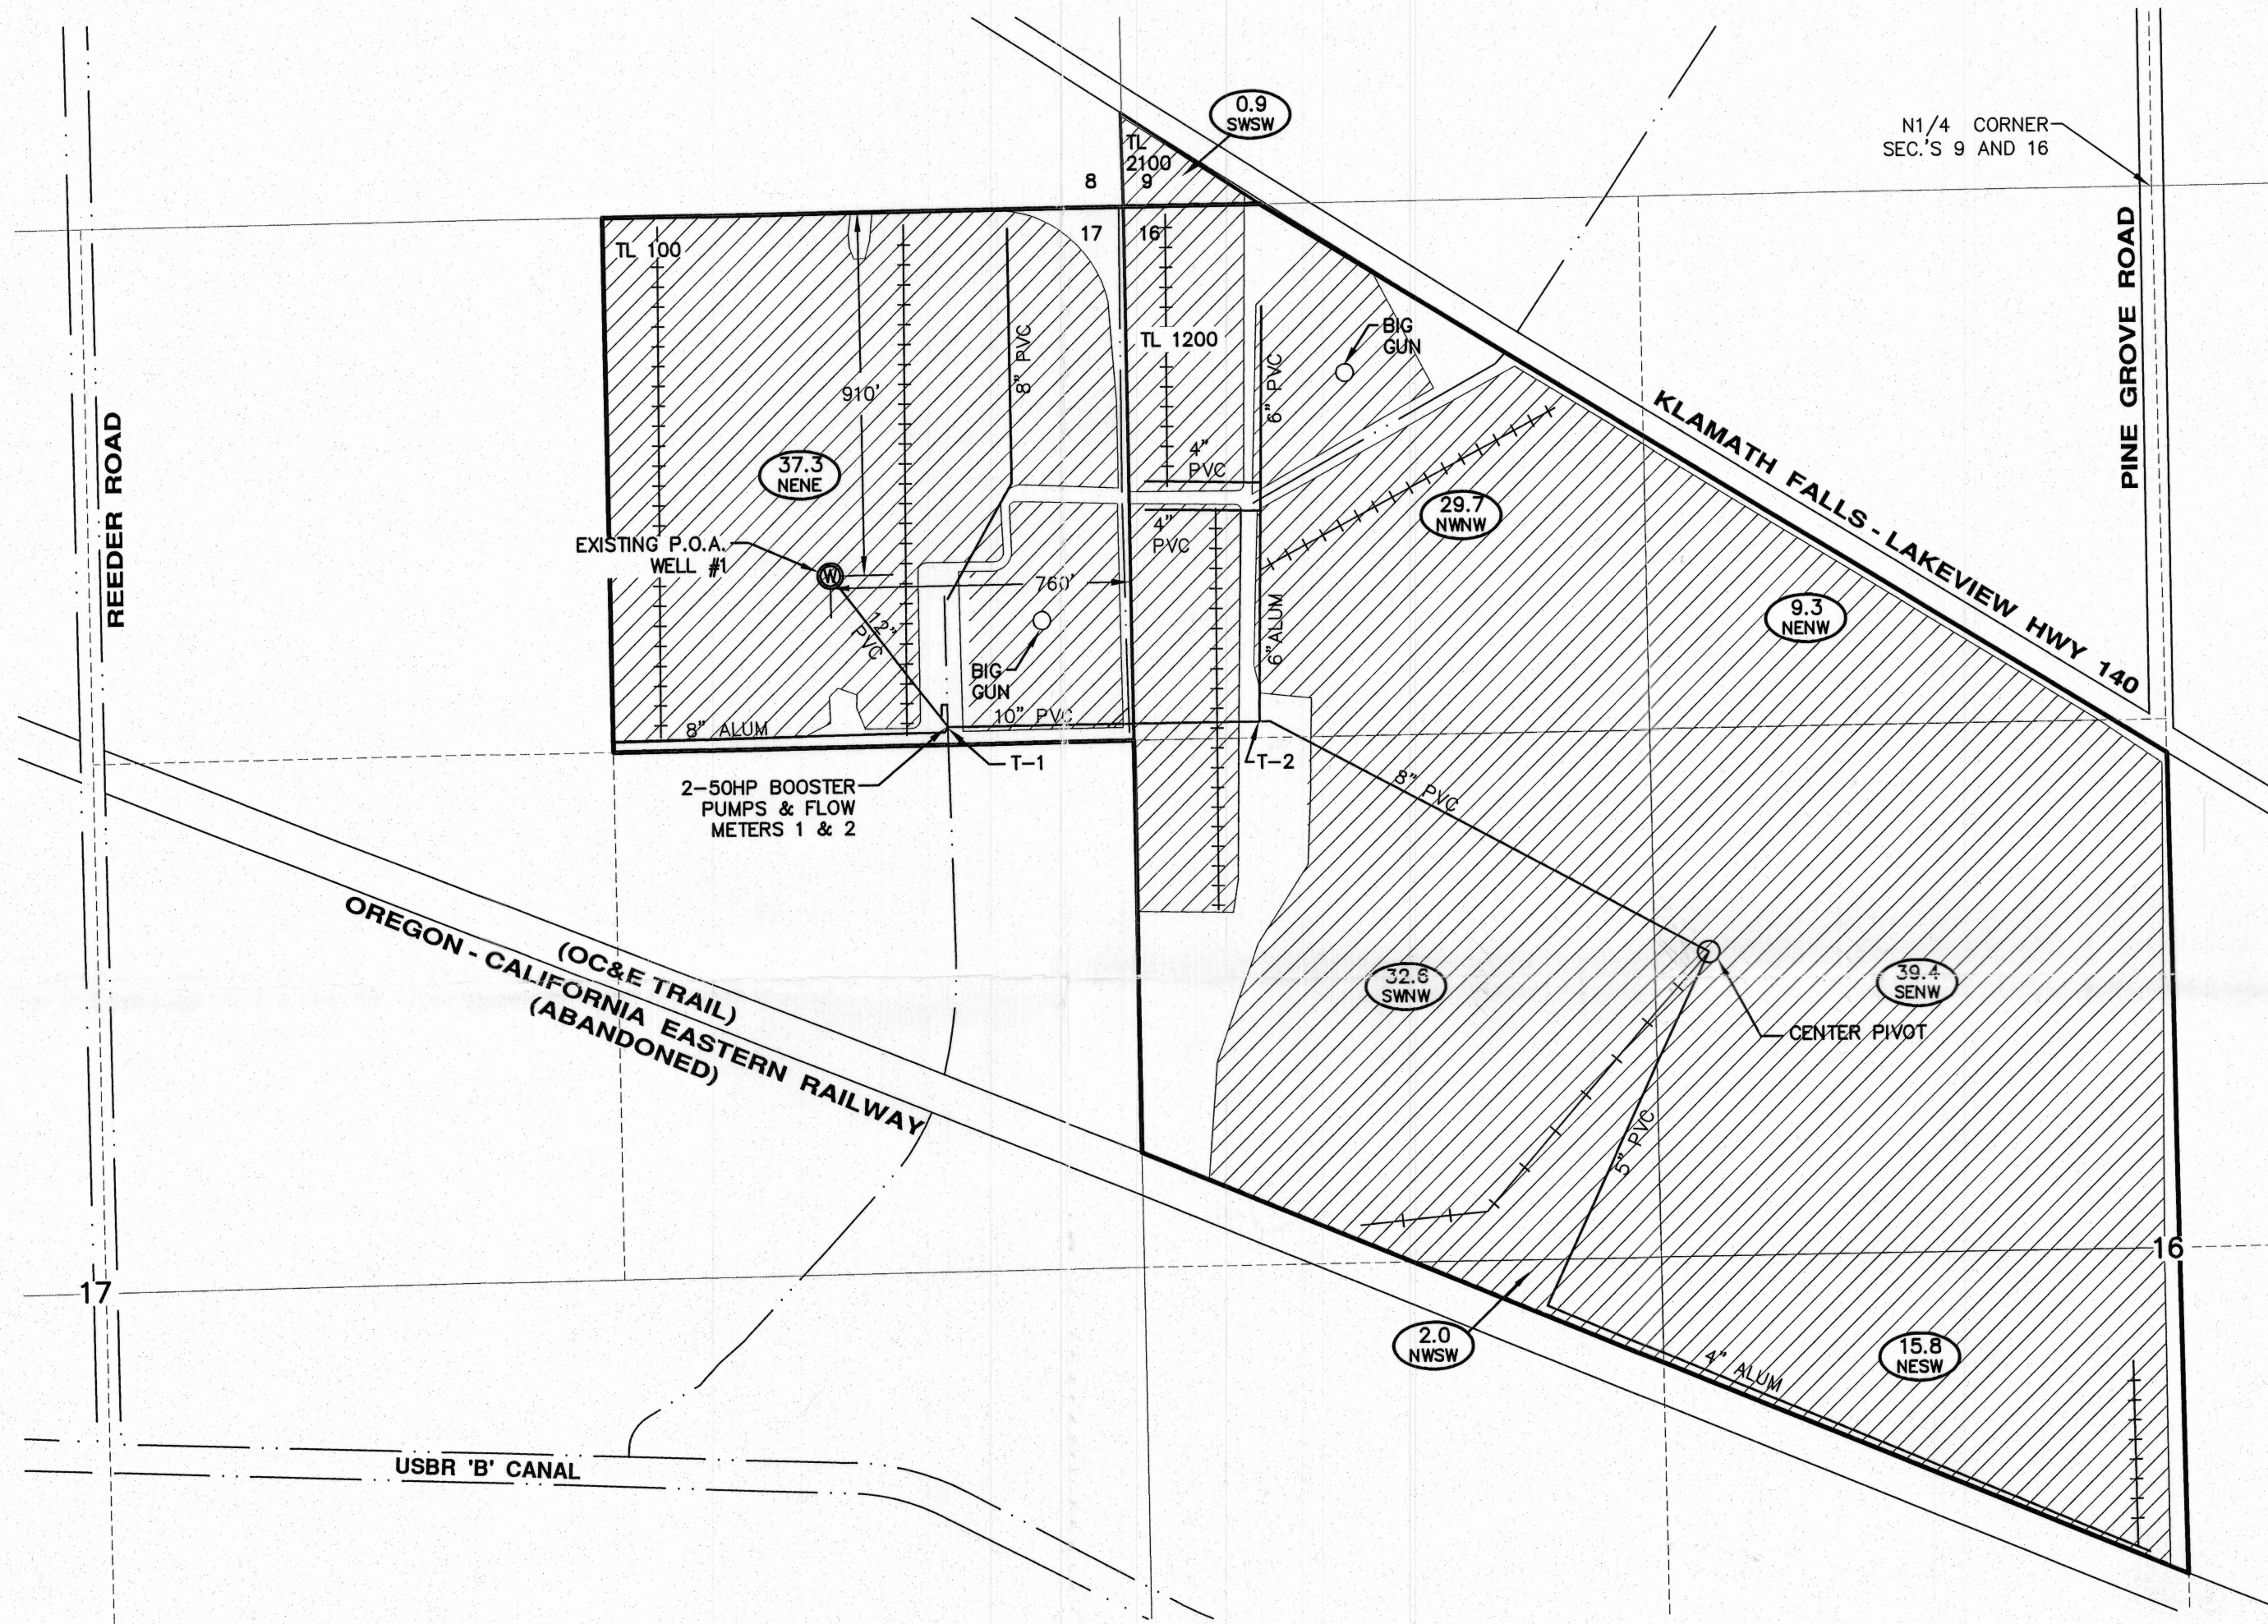 0.9
SWSW
N1/4 CORNER
SEC.'S 9 AND 16
TL
2100
8
9
TL 100
17
16
PINE GROVE ROAD
BIG
GUN
TL 1200
8" PVC
6" PVC
910'
KLAMATH FALLS - LAKEVIEW HWY 140
REEDER ROAD
4"
PVC
37.3
NENE
29.7
NWNW
4"
PVC
EXISTING P.O.A.
WELL #1
W
760'
9.3
NENW
12"
PVC
6" ALUM
BIG
GUN
10" PVC
8" ALUM
T-1
T-2
2-50HP BOOSTER
PUMPS & FLOW
METERS 1 & 2
8" PVC
(OC&E TRAIL)
OREGON - CALIFORNIA EASTERN RAILWAY
(ABANDONED)
32.6
SWNW
39.4
SENW
CENTER PIVOT
5" PVC
16
17
2.0
NWSW
4" ALUM
15.8
NESW
USBR 'B' CANAL